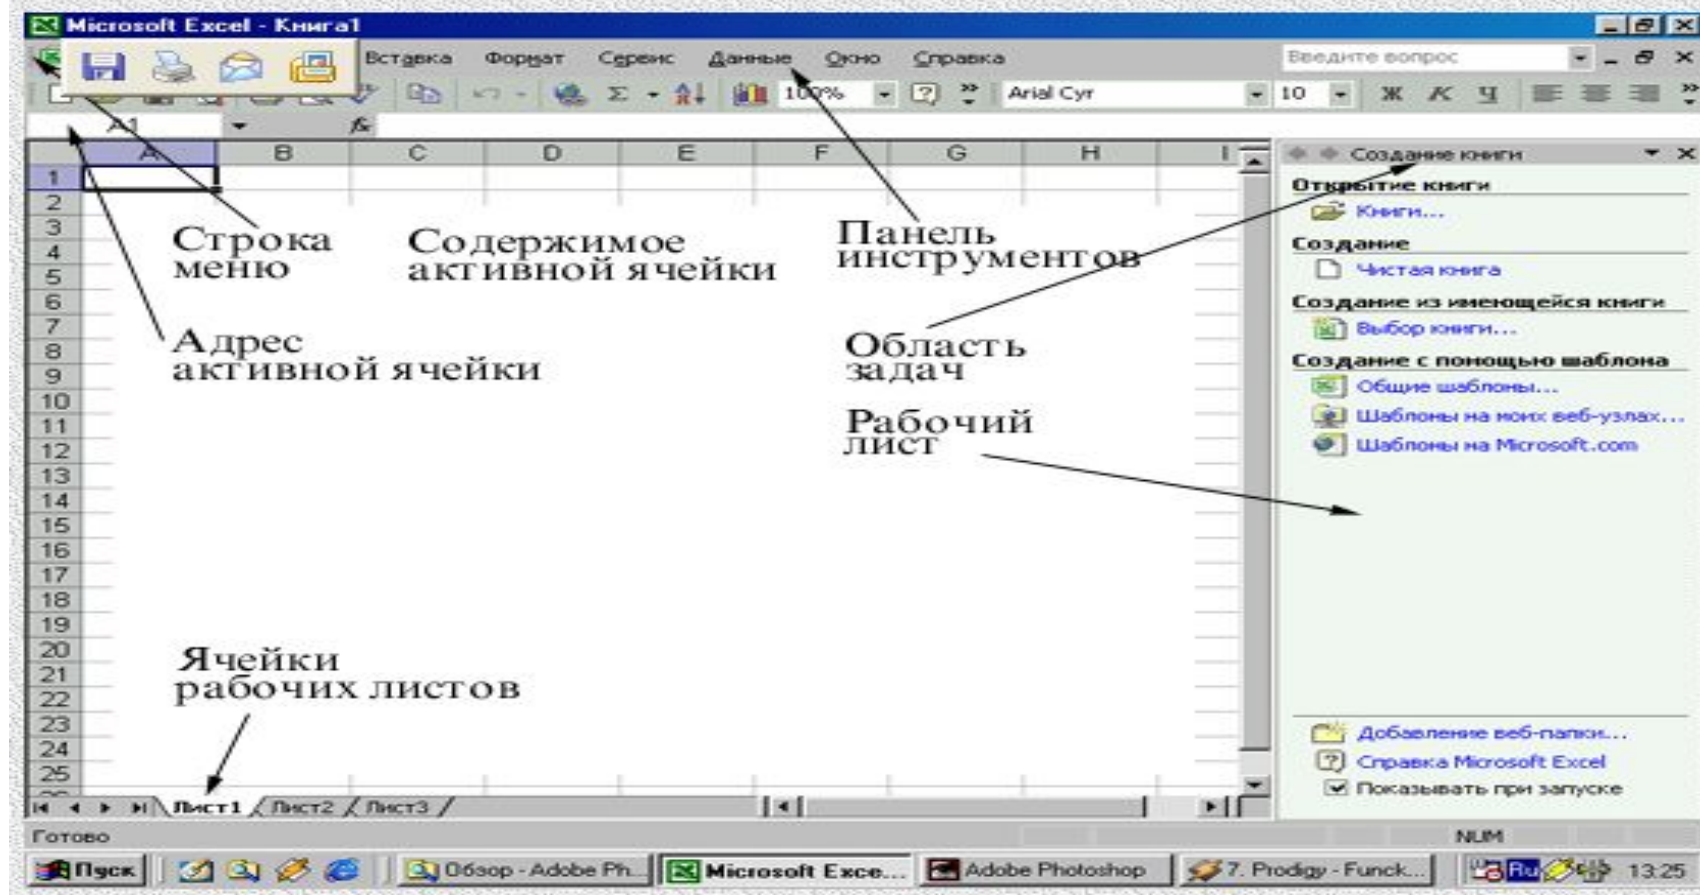 Microsoft Excel - Книга1
Вставка Формат Сервис Данные Окно Справка Введите вопрос
100% Arial Cyr 10 Ж К Ч
A1 fx
A B C D E F G H I
Создание книги
Открытие книги
Книги...
Создание
Чистая книга
Создание из имеющейся книги
Выбор книги...
Создание с помощью шаблона
Общие шаблоны...
Шаблоны на моих веб-узлах...
Шаблоны на Microsoft.com
Добавление веб-папки...
Справка Microsoft Excel
Показывать при запуске
1
2
3
4
5
6
7
8
9
10
11
12
13
14
15
16
17
18
19
20
21
22
23
24
25
Строка
меню
Содержимое
активной ячейки
Панель
инструментов
Адрес
активной ячейки
Область
задач
Рабочий
лист
Ячейки
рабочих листов
Лист1 Лист2 Лист3
Готово NUM
Пуск Обзор - Adobe Ph... Microsoft Exce... Adobe Photoshop 7. Prodigy - Funck... Ru 13:25